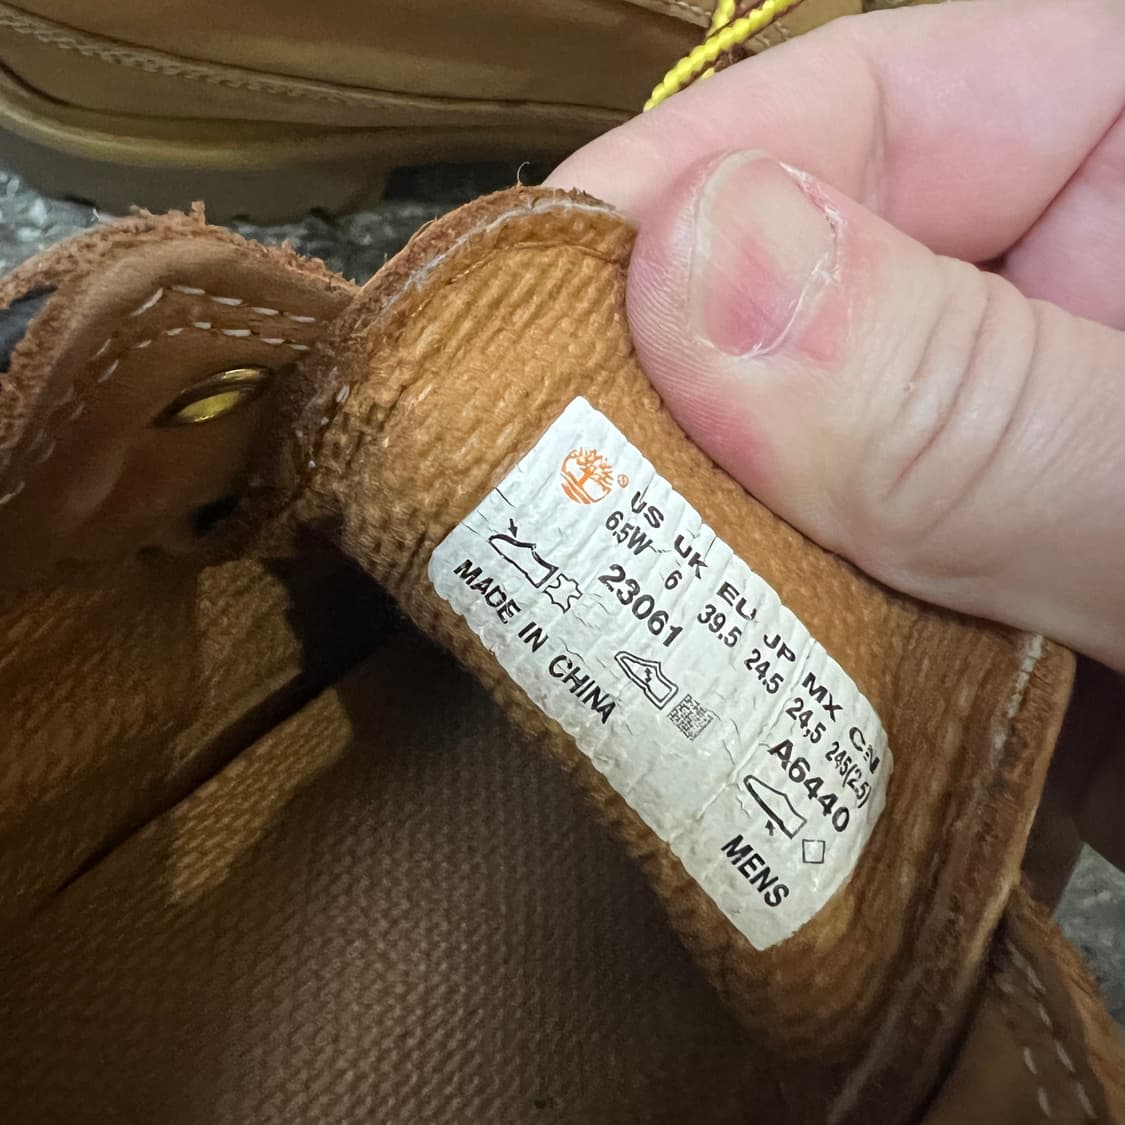 US UK EU JP MX CN
6.5W 6 39.5 24.5 24,5 245(2.5)
23061 A6440
MADE IN CHINA MENS